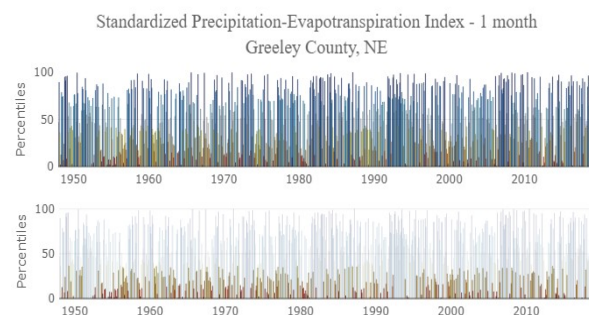 Standardized Precipitation-Evapotranspiration Index - 1 month
Greeley County, NE
Percentiles
100
50
0
1950 1960 1970 1980 1990 2000 2010
Percentiles
100
50
0
1950 1960 1970 1980 1990 2000 2010